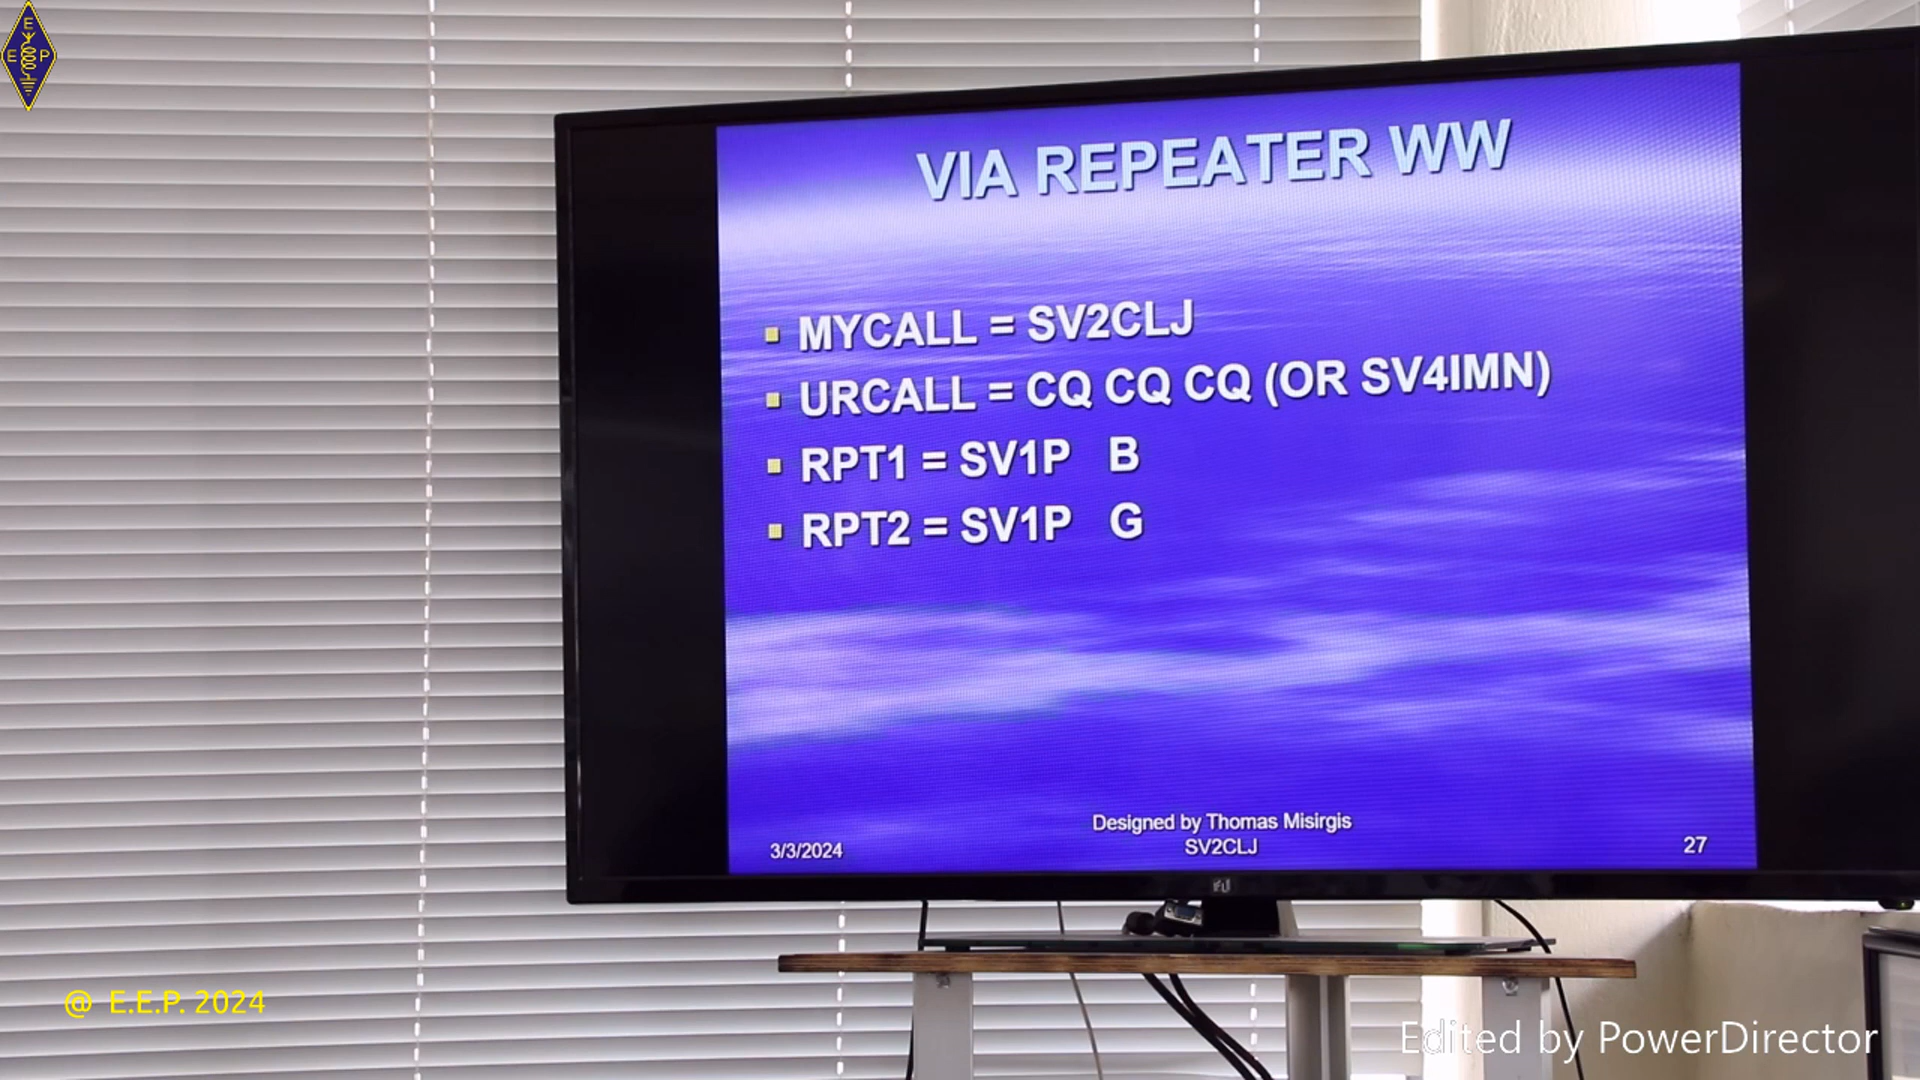 E
E P
VIA REPEATER WW
MYCALL = SV2CLJ
URCALL = CQ CQ CQ (OR SV4IMN)
RPT1 = SV1P B
RPT2 = SV1P G
Designed by Thomas Misirgis
3/3/2024 SV2CLJ 27
@ E.E.P. 2024
Edited by PowerDirector